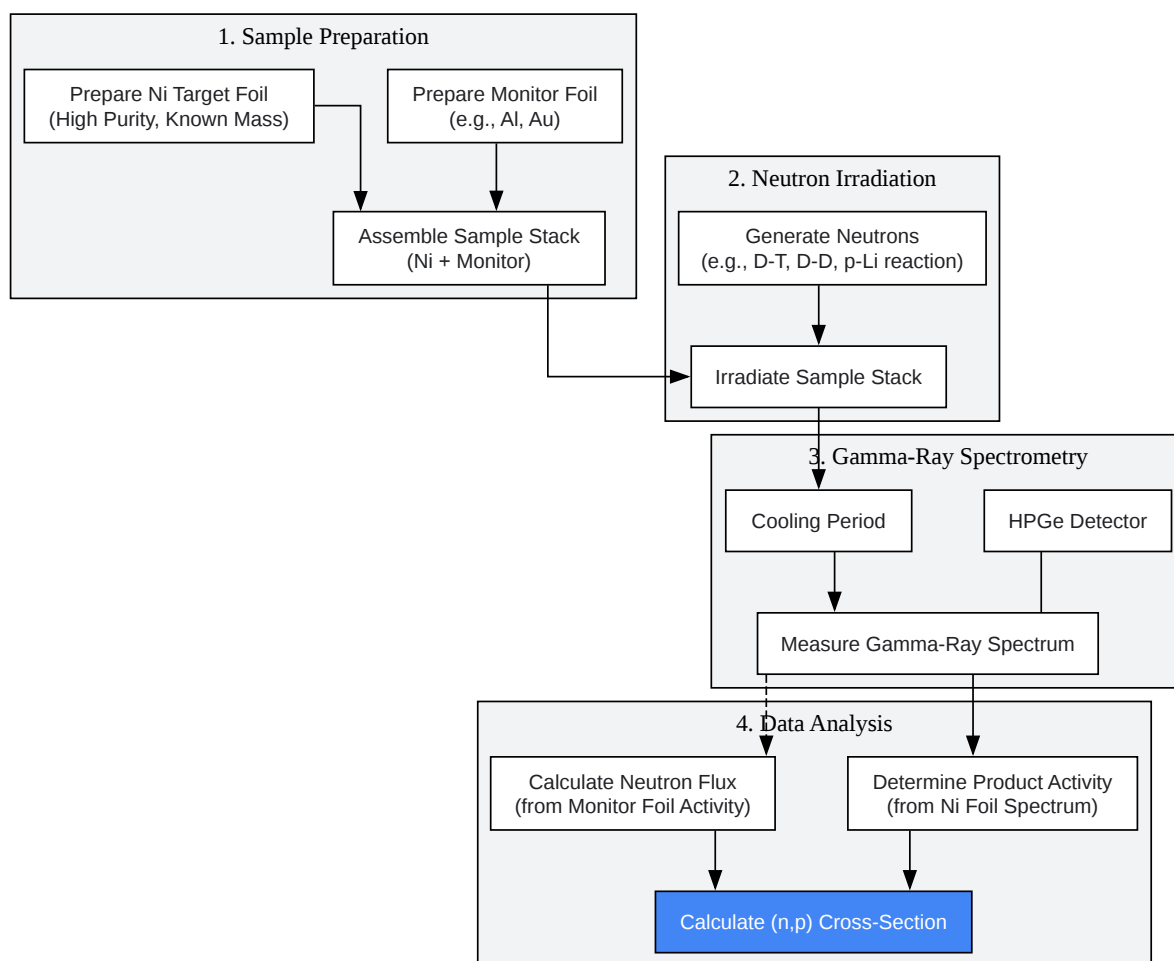 1. Sample Preparation
Prepare Ni Target Foil
(High Purity, Known Mass)
Prepare Monitor Foil
(e.g., Al, Au)
Assemble Sample Stack
(Ni + Monitor)
2. Neutron Irradiation
Generate Neutrons
(e.g., D-T, D-D, p-Li reaction)
Irradiate Sample Stack
3. Gamma-Ray Spectrometry
Cooling Period
HPGe Detector
Measure Gamma-Ray Spectrum
4. Data Analysis
Calculate Neutron Flux
(from Monitor Foil Activity)
Determine Product Activity
(from Ni Foil Spectrum)
Calculate (n,p) Cross-Section